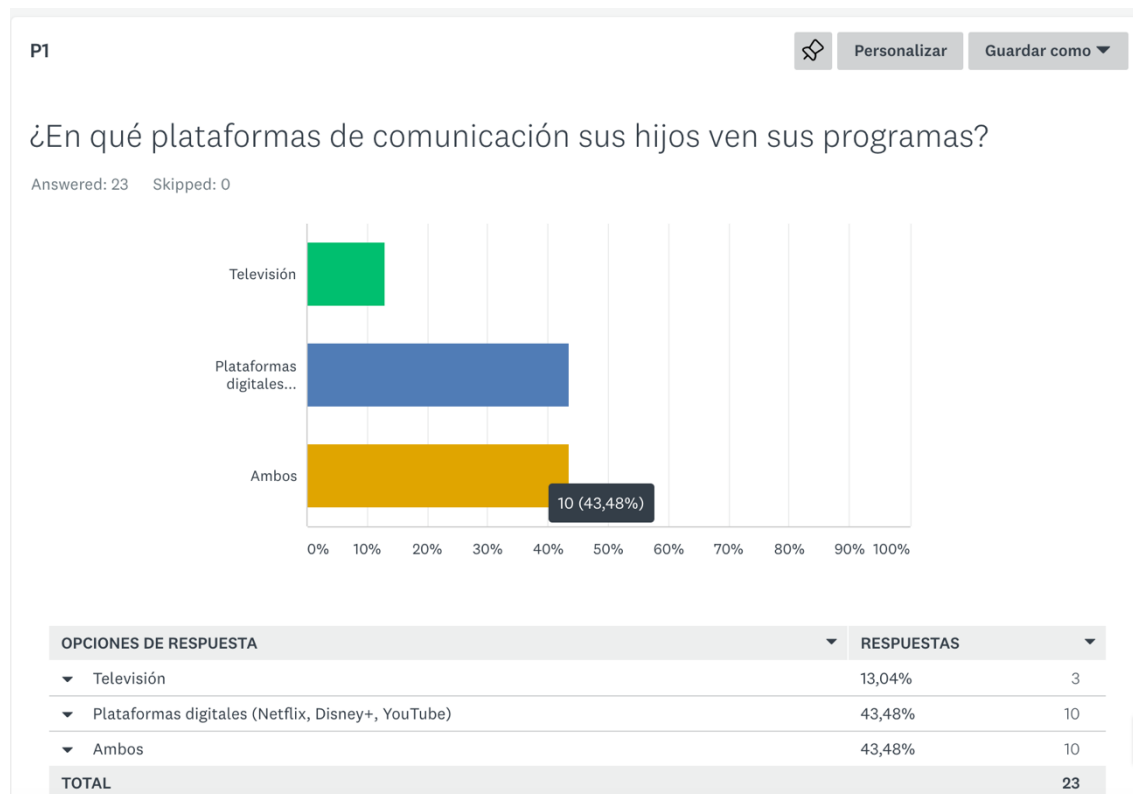 P1
Personalizar
Guardar como
¿En qué plataformas de comunicación sus hijos ven sus programas?
Answered: 23 Skipped: 0
Televisión
Plataformas
digitales...
Ambos
10 (43,48%)
0% 10% 20% 30% 40% 50% 60% 70% 80% 90% 100%
OPCIONES DE RESPUESTA RESPUESTAS
Televisión 13,04% 3
Plataformas digitales (Netflix, Disney+, YouTube) 43,48% 10
Ambos 43,48% 10
TOTAL 23